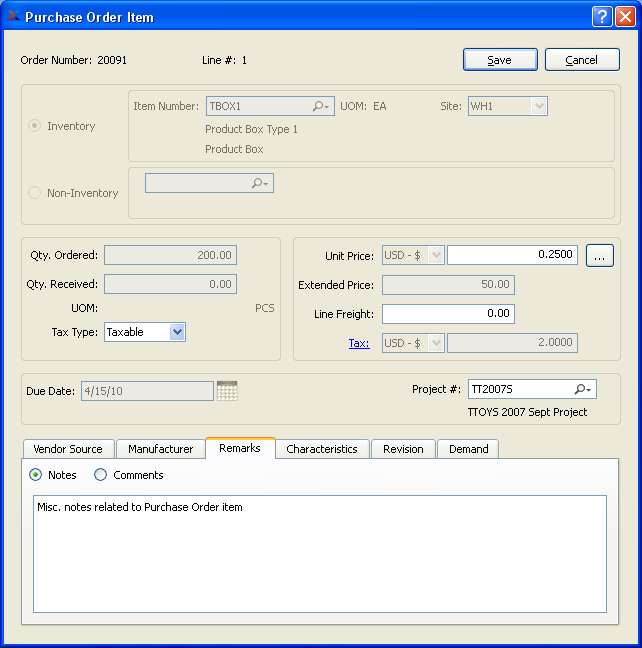 Purchase Order Item
Order Number: 20091 Line #: 1 Save Cancel
Inventory
Item Number: TBOX1 UOM: EA Site: WH1
Product Box Type 1
Product Box
Non-Inventory
Qty. Ordered: 200.00
Qty. Received: 0.00
UOM: PCS
Tax Type: Taxable
Unit Price: USD - $ 0.2500 ...
Extended Price: 50.00
Line Freight: 0.00
Tax: USD - $ 2.0000
Due Date: 4/15/10
Project #: TT2007S
TTOYS 2007 Sept Project
Vendor Source Manufacturer Remarks Characteristics Revision Demand
Notes Comments
Misc. notes related to Purchase Order item